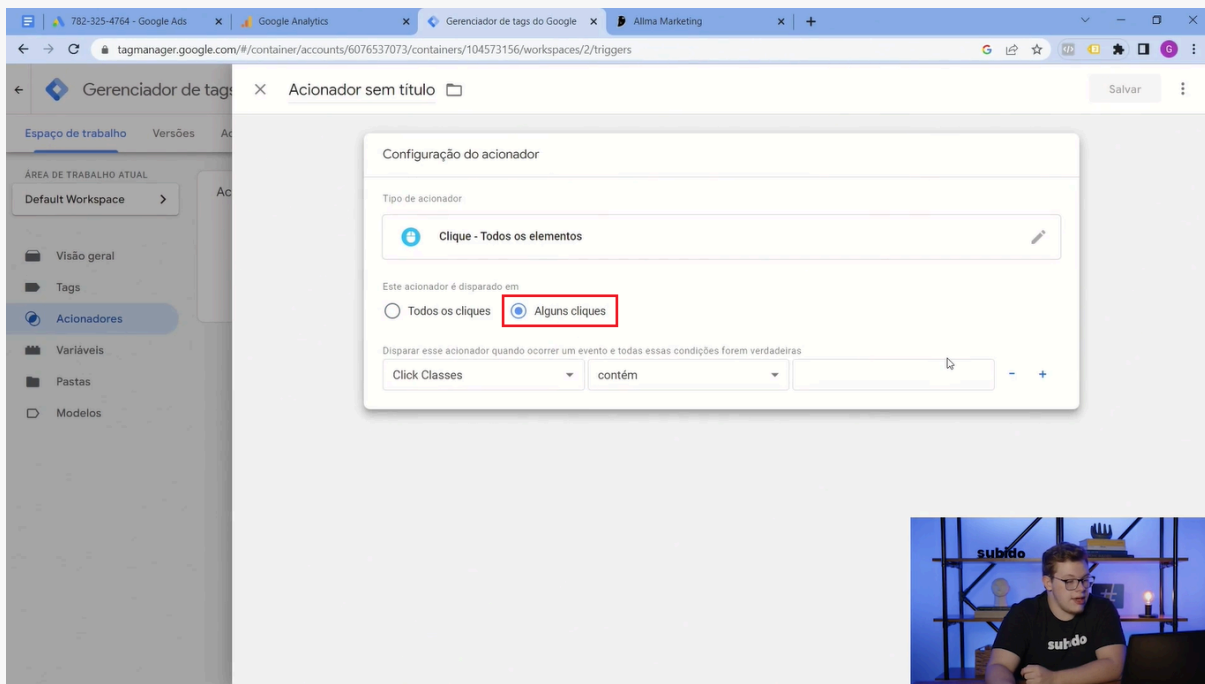 782-325-4764 - Google Ads
Google Analytics
Gerenciador de tags do Google
Allma Marketing
tagmanager.google.com/#/container/accounts/6076537073/containers/104573156/workspaces/2/triggers
G
Gerenciador de tags
Acionador sem título
Salvar
Espaço de trabalho
Versões
Ad
ÁREA DE TRABALHO ATUAL
Default Workspace
Ac
Visão geral
Tags
Acionadores
Variáveis
Pastas
Modelos
Configuração do acionador
Tipo de acionador
Clique - Todos os elementos
Este acionador é disparado em
Todos os cliques
Alguns cliques
Disparar esse acionador quando ocorrer um evento e todas essas condições forem verdadeiras
Click Classes
contém
- +
subido
#
subido